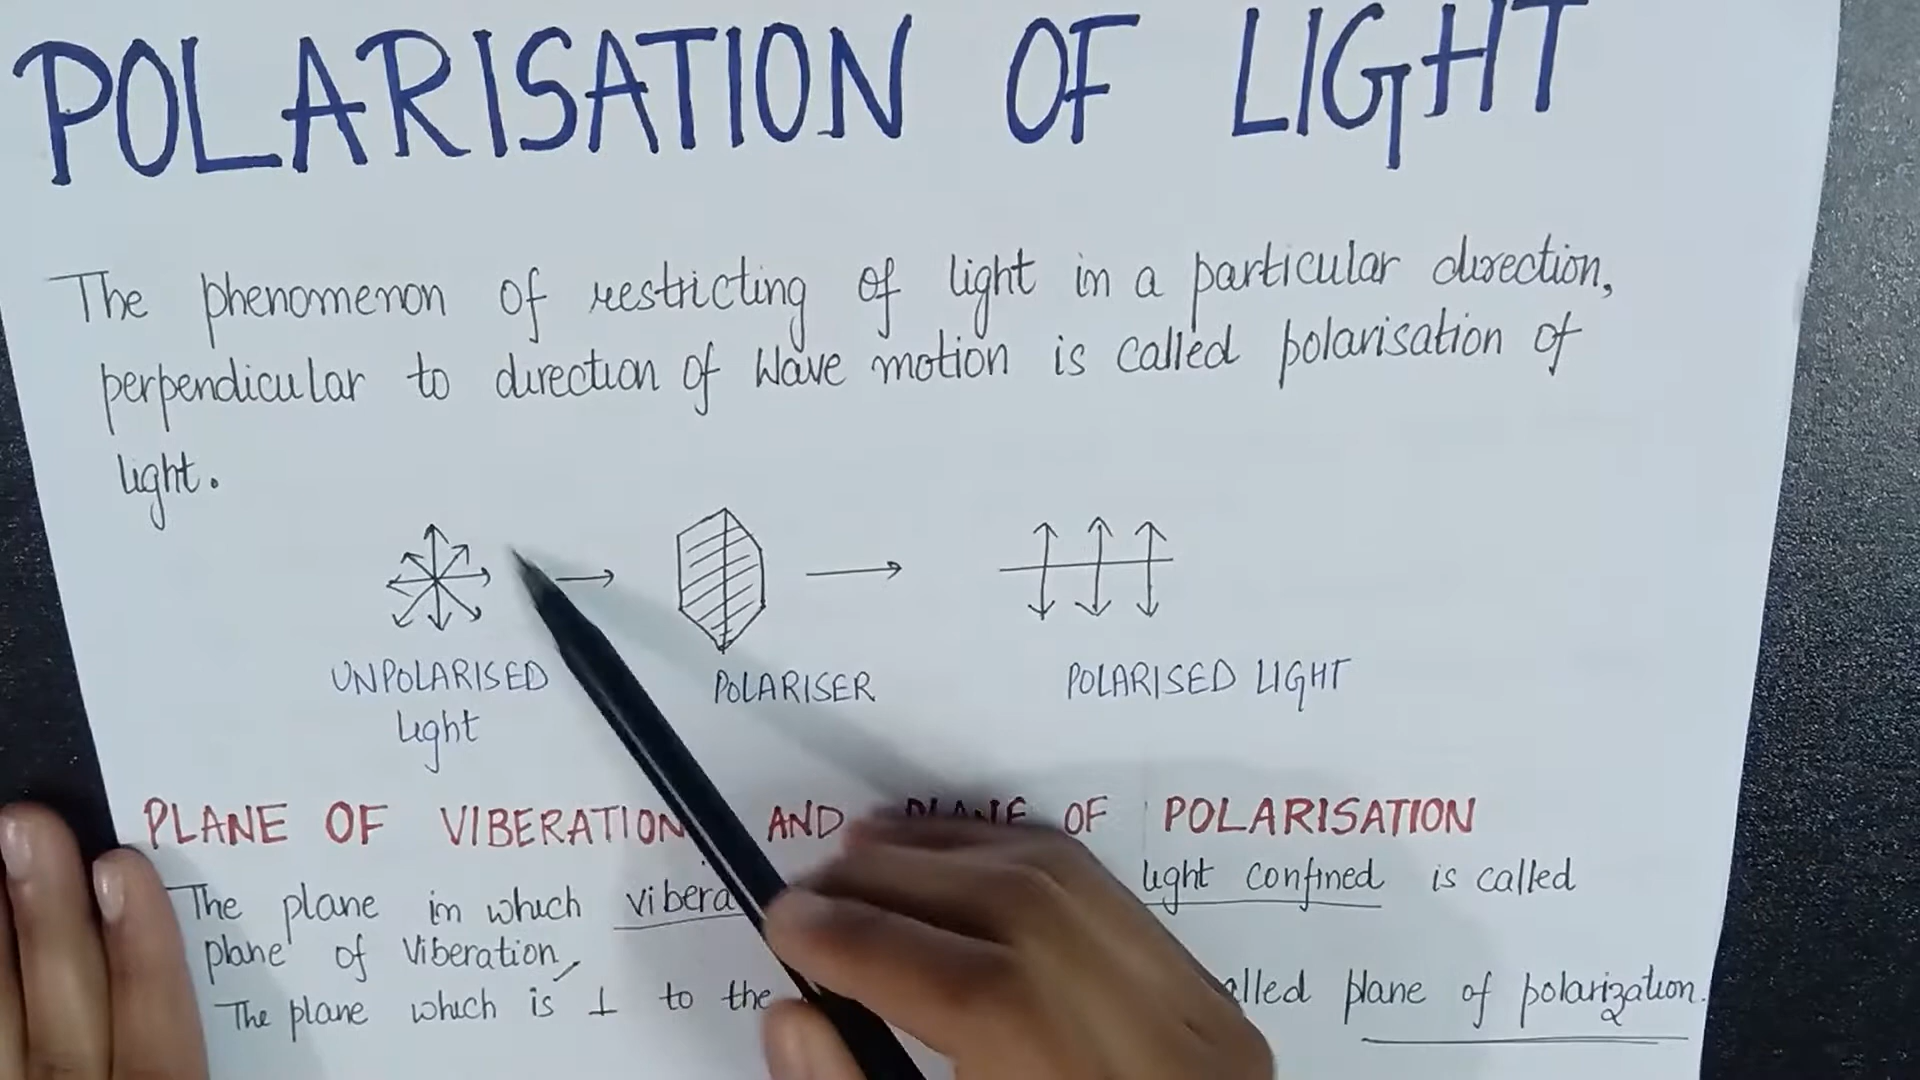 POLARISATION OF LIGHT
The phenomenon of restricting of light in a particular direction,
perpendicular to direction of wave motion is called polarisation of
light.
UNPOLARISED POLARISER POLARISED LIGHT
light
PLANE OF VIBERATION AND PLANE OF POLARISATION
The plane in which light confined is called
plane of Viberation,
The plane which is ⊥ to the plane of polarization.